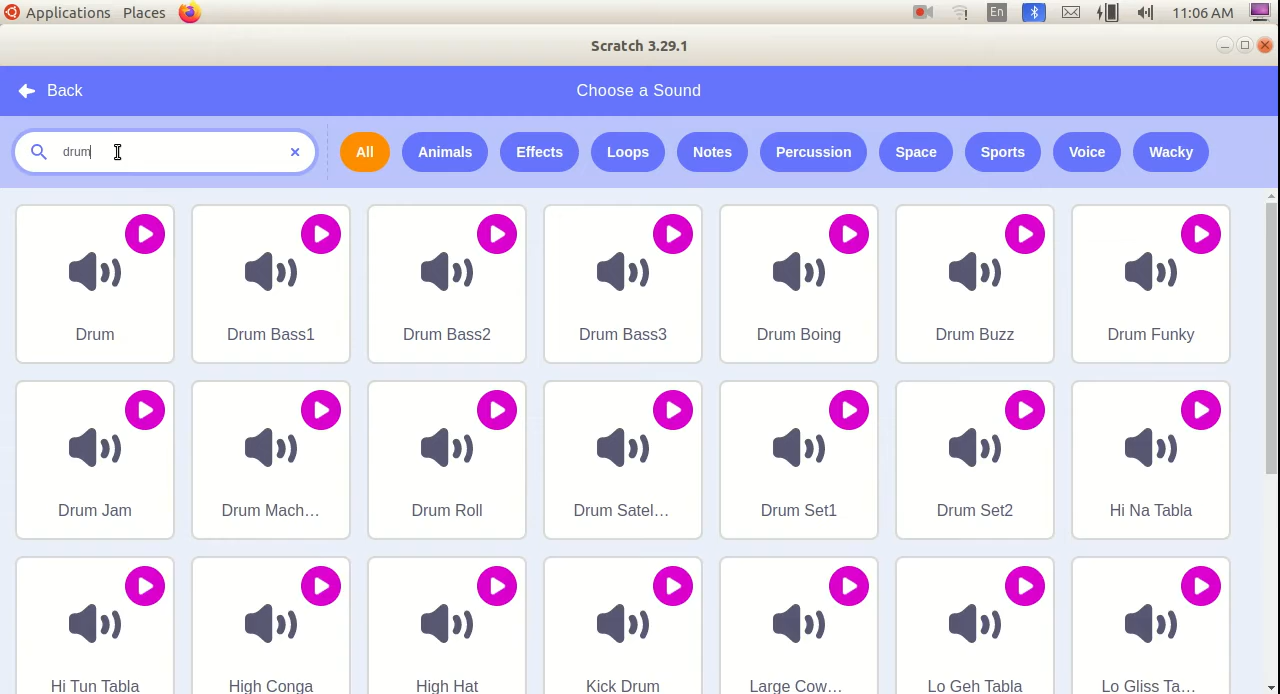 Applications Places En 11:06 AM
Scratch 3.29.1
Back Choose a Sound
drum All Animals Effects Loops Notes Percussion Space Sports Voice Wacky
Drum Drum Bass1 Drum Bass2 Drum Bass3 Drum Boing Drum Buzz Drum Funky
Drum Jam Drum Mach… Drum Roll Drum Satel… Drum Set1 Drum Set2 Hi Na Tabla
Hi Tun Tabla High Conga High Hat Kick Drum Large Cow… Lo Geh Tabla Lo Gliss Ta…